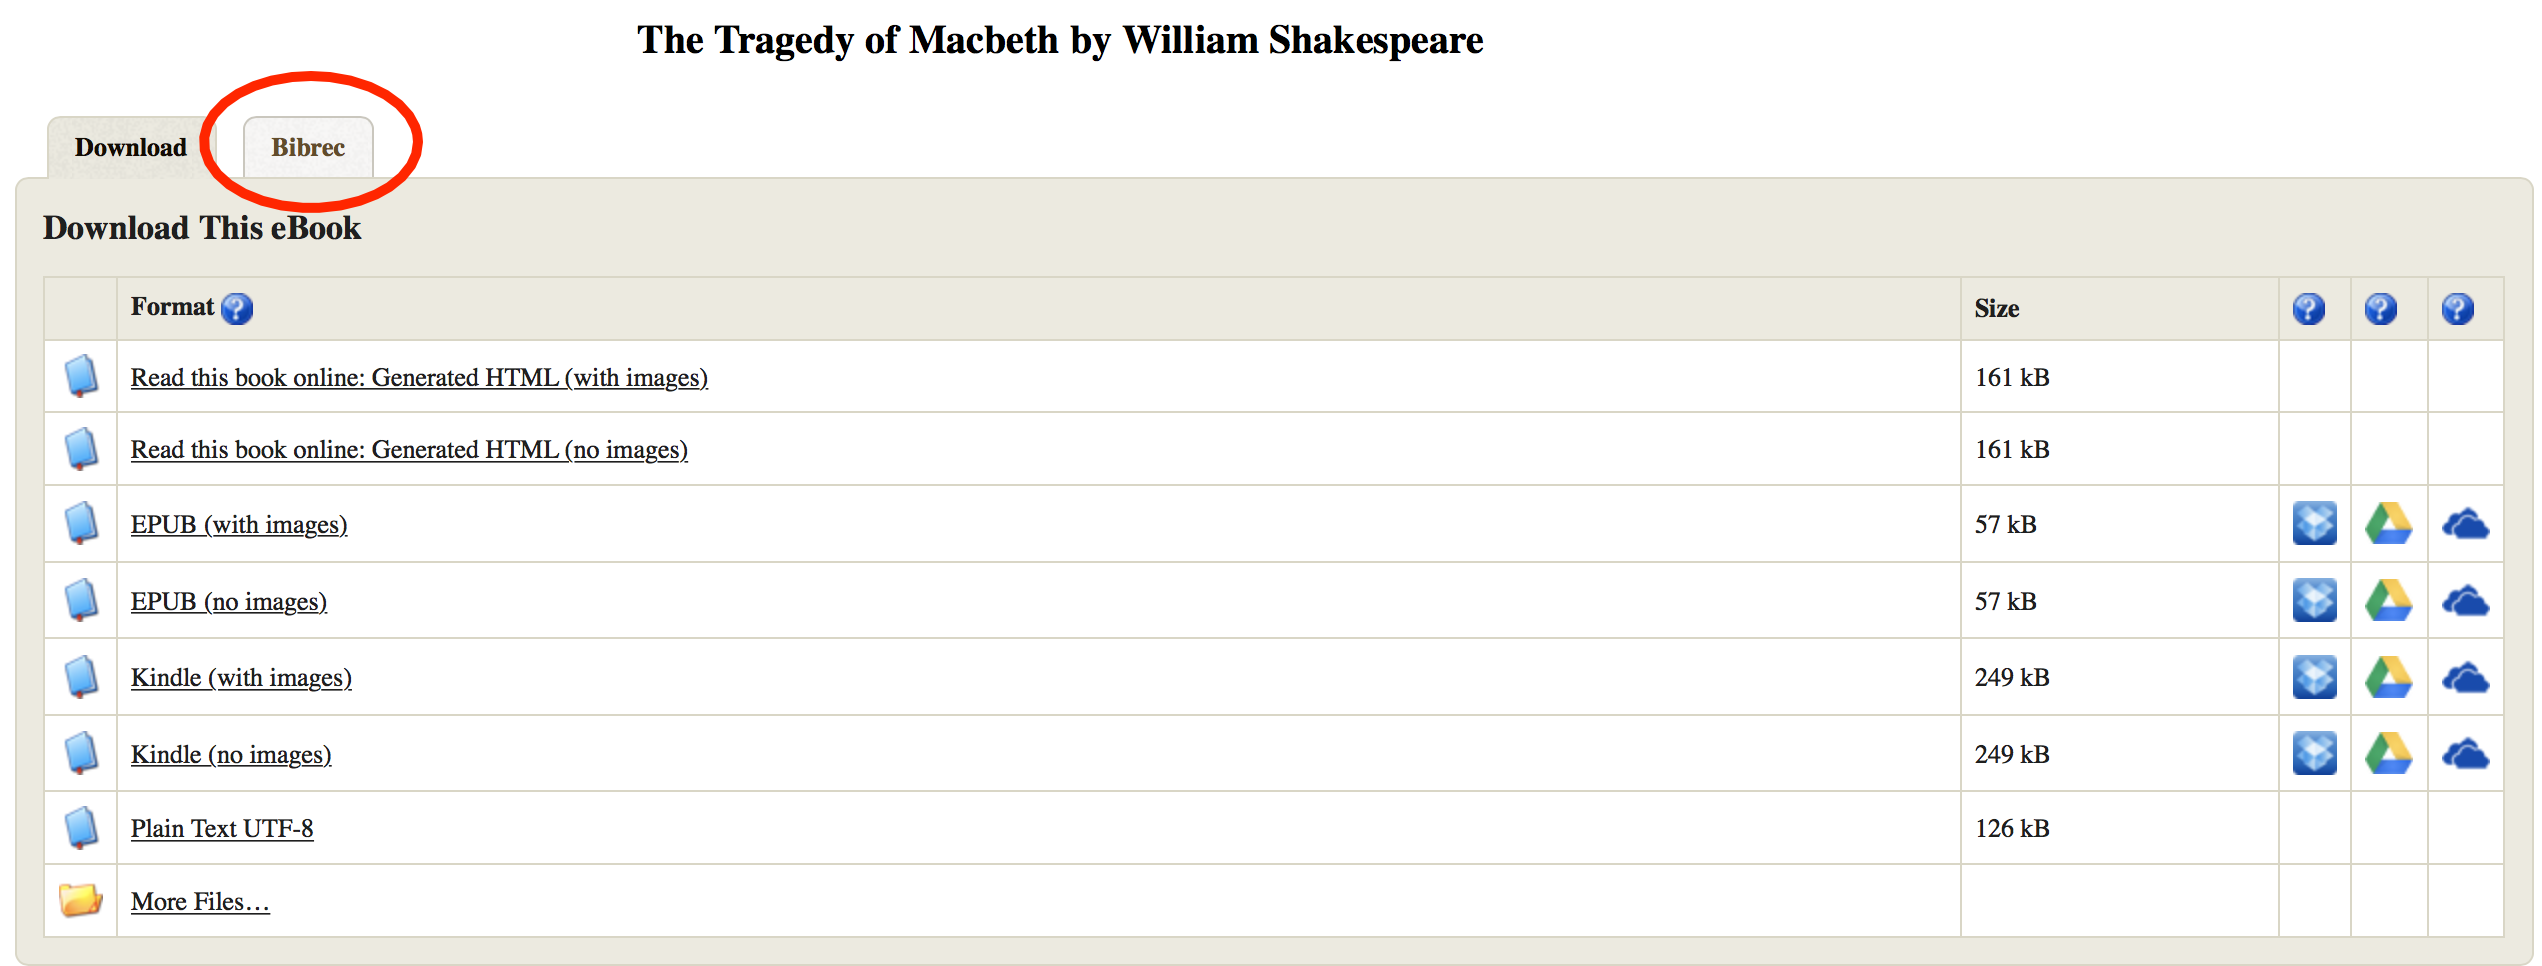 The Tragedy of Macbeth by William Shakespeare
Download Bibrec
Download This eBook
Format ? Size ? ? ?
Read this book online: Generated HTML (with images) 161 kB
Read this book online: Generated HTML (no images) 161 kB
EPUB (with images) 57 kB
EPUB (no images) 57 kB
Kindle (with images) 249 kB
Kindle (no images) 249 kB
Plain Text UTF-8 126 kB
More Files…